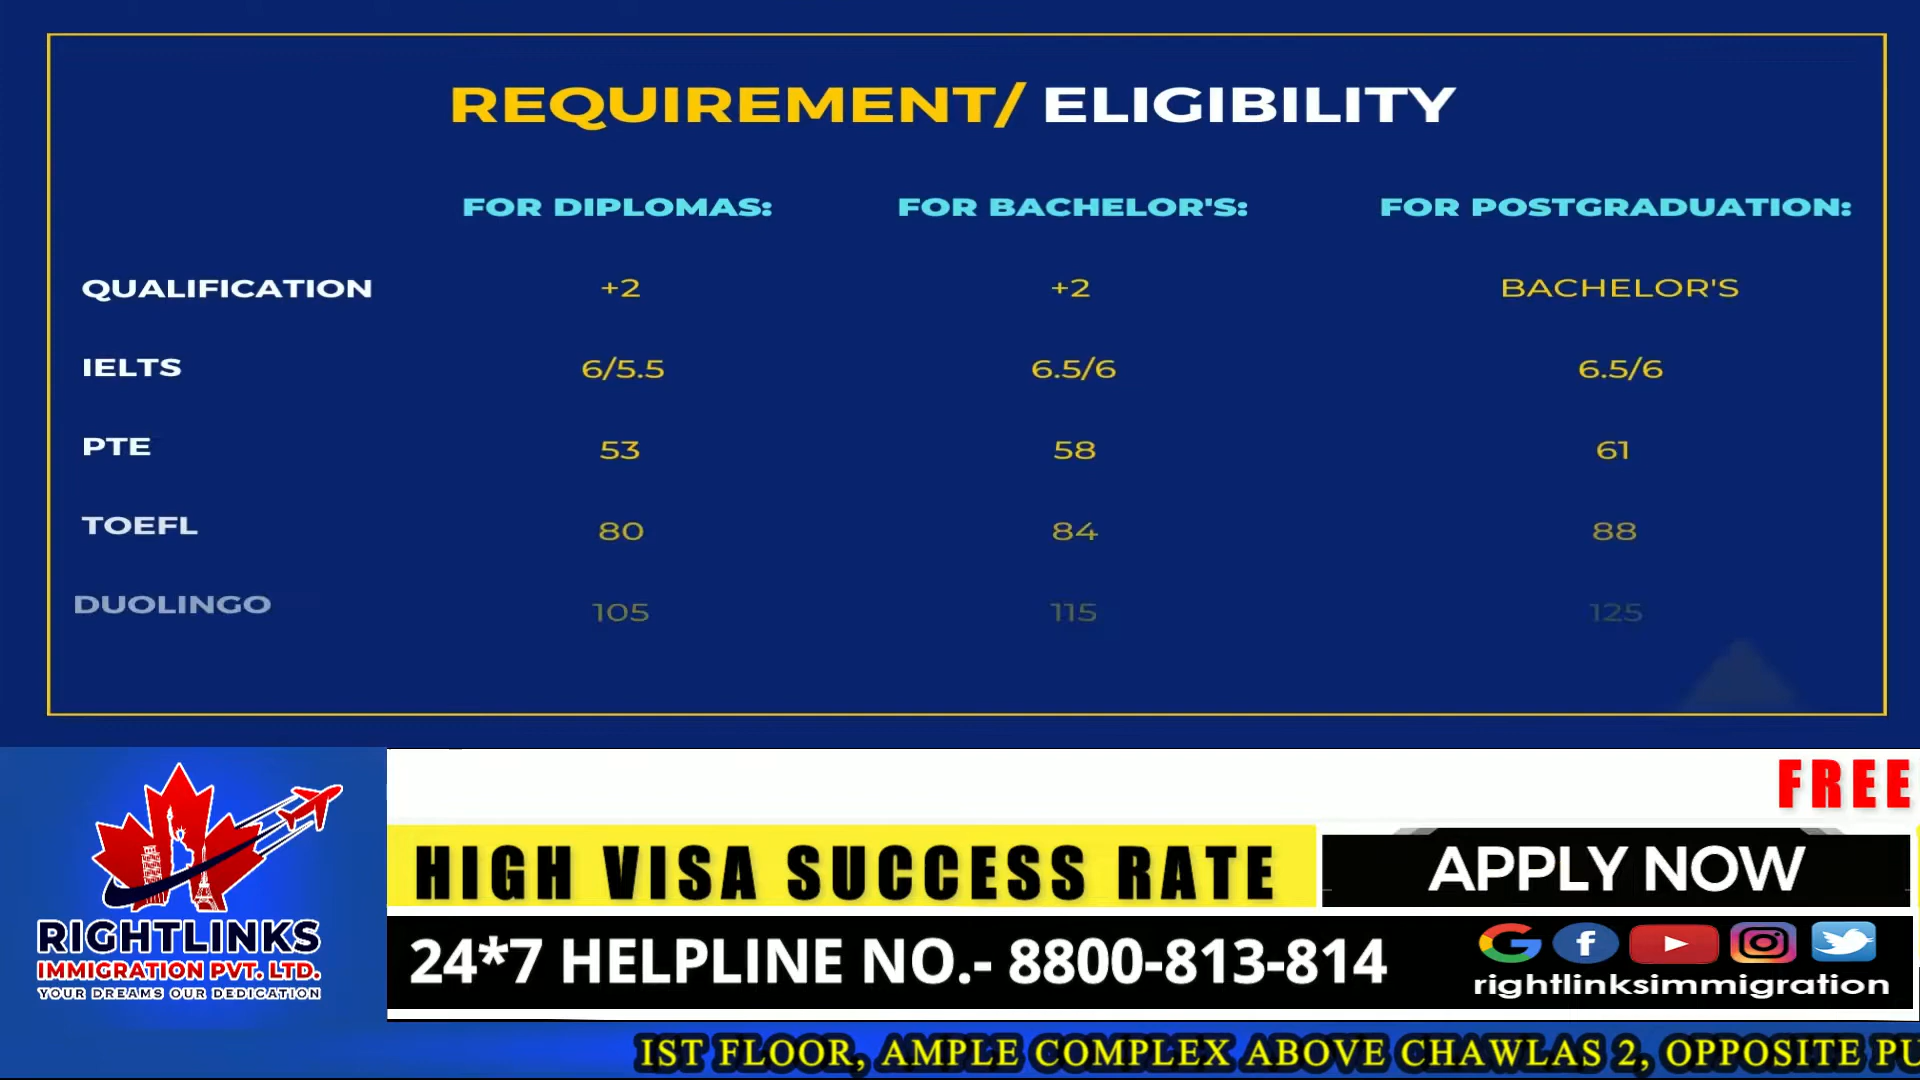 REQUIREMENT/ ELIGIBILITY
FOR DIPLOMAS: FOR BACHELOR'S: FOR POSTGRADUATION:
QUALIFICATION +2 +2 BACHELOR'S
IELTS 6/5.5 6.5/6 6.5/6
PTE 53 58 61
TOEFL 80 84 88
DUOLINGO 105 115 125
FREE
HIGH VISA SUCCESS RATE APPLY NOW
24*7 HELPLINE NO.- 8800-813-814
rightlinksimmigration
RIGHTLINKS
IMMIGRATION PVT. LTD.
YOUR DREAMS OUR DEDICATION
IST FLOOR, AMPLE COMPLEX ABOVE CHAWLAS 2, OPPOSITE PU